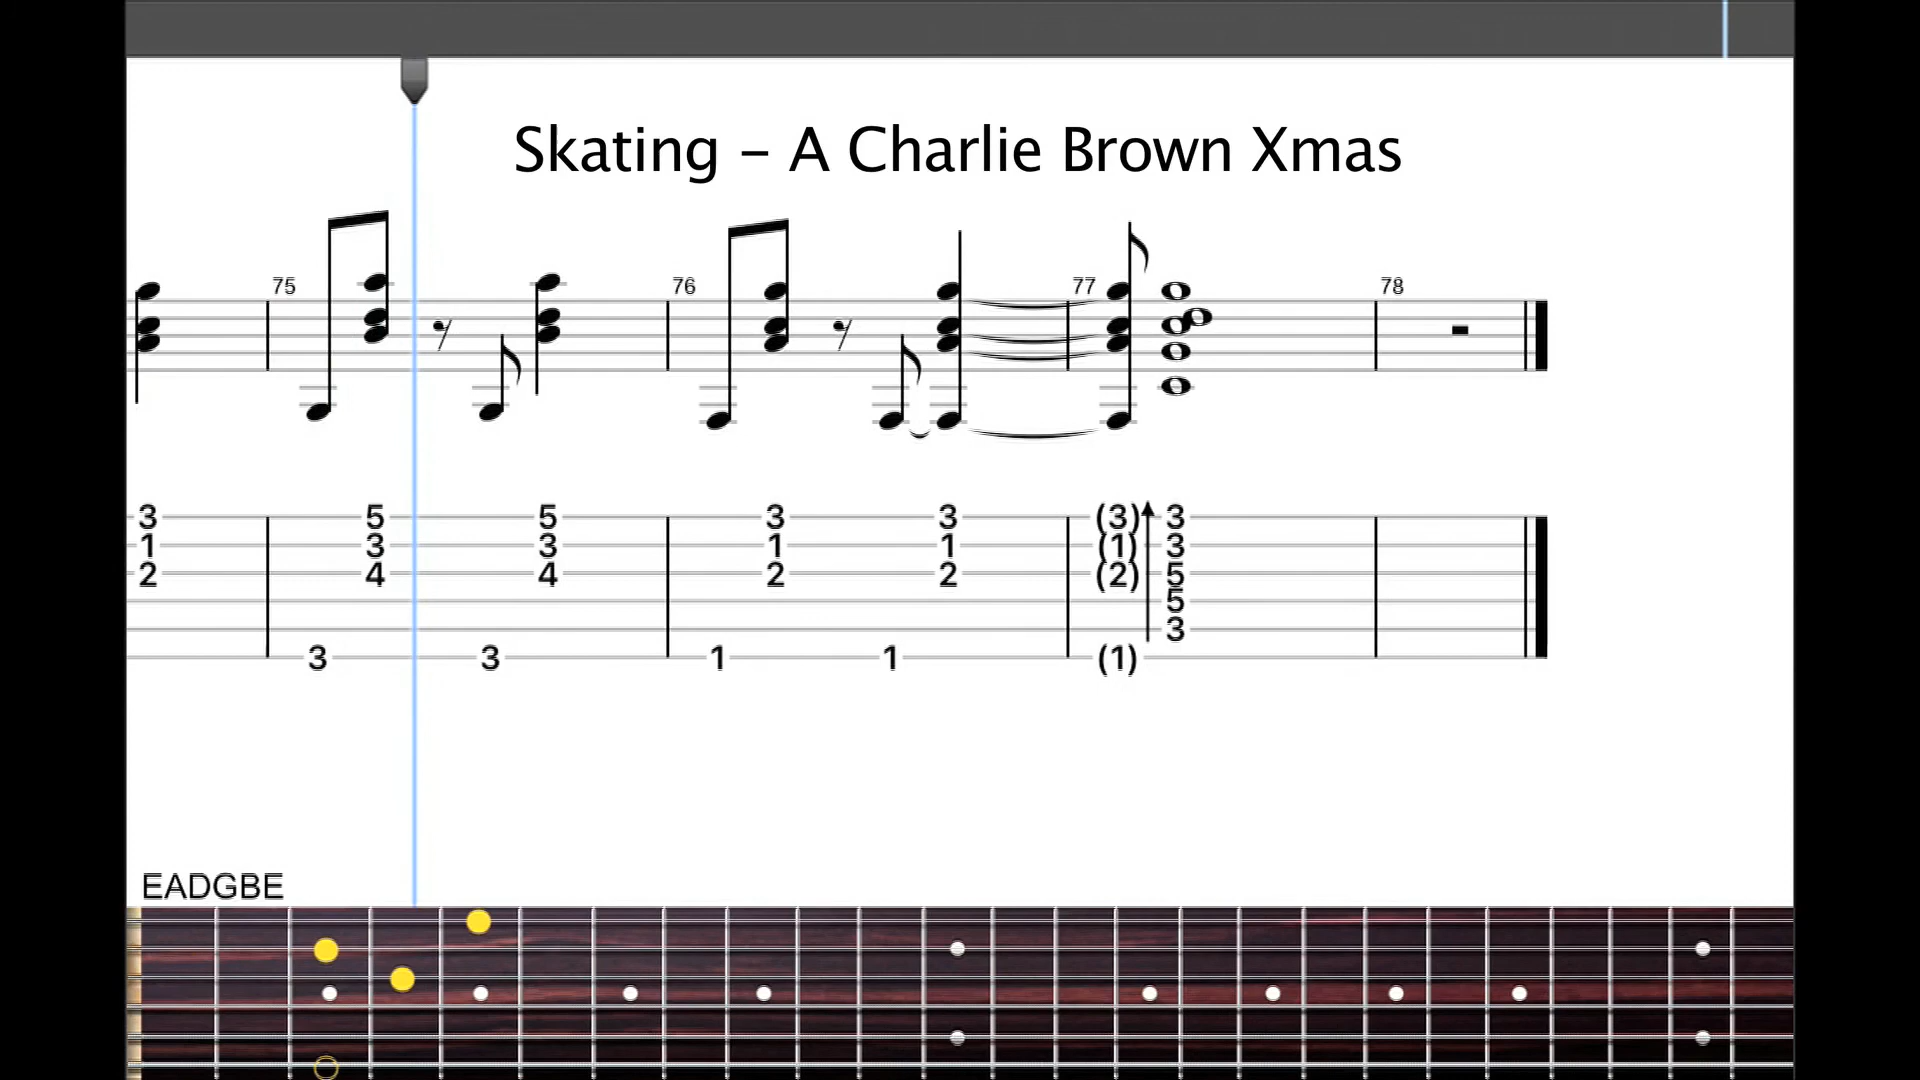 Skating – A Charlie Brown Xmas
75 76 77 78
3 5 5 3 3 (3) 3
1 3 3 1 1 (1) 3
2 4 4 2 2 (2) 5
5
3
3 3 1 1 (1)
EADGBE